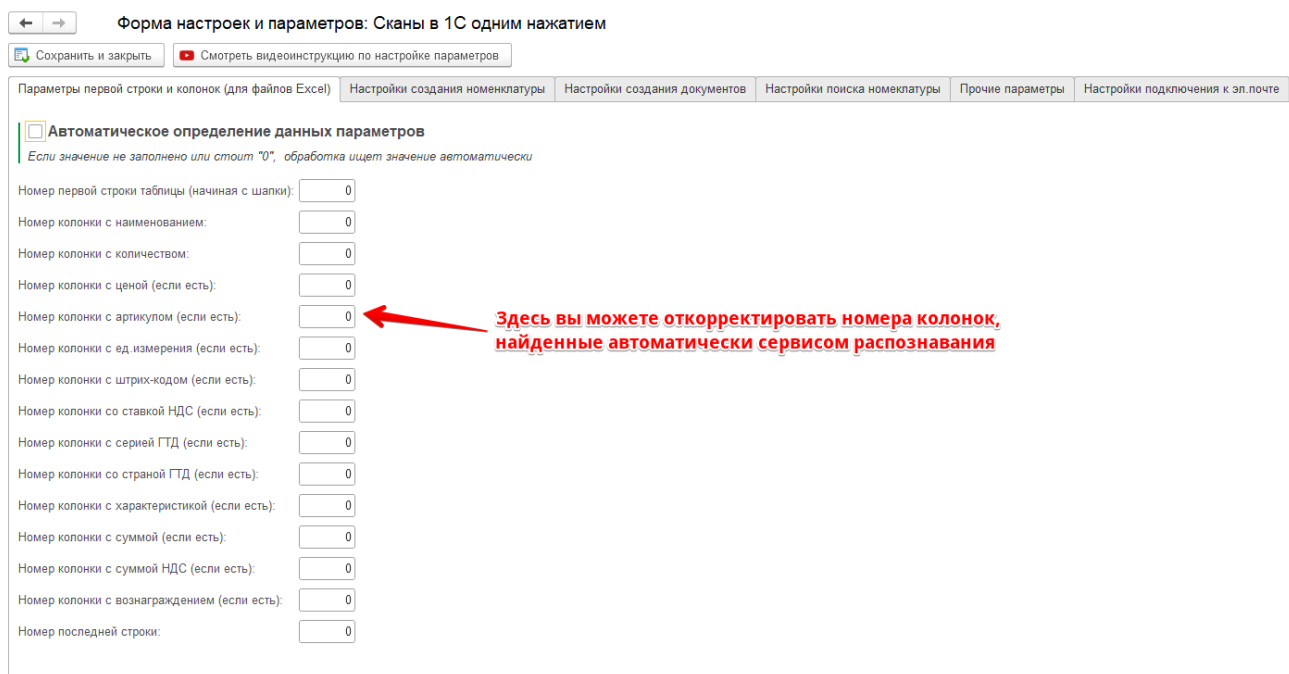 Форма настроек и параметров: Сканы в 1С одним нажатием
Сохранить и закрыть Смотреть видеоинструкцию по настройке параметров
Параметры первой строки и колонок (для файлов Excel) Настройки создания номенклатуры Настройки создания документов Настройки поиска номеклатуры Прочие параметры Настройки подключения к эл.почте
Автоматическое определение данных параметров
Если значение не заполнено или стоит "0", обработка ищет значение автоматически
Номер первой строки таблицы (начиная с шапки): 0
Номер колонки с наименованием: 0
Номер колонки с количеством: 0
Номер колонки с ценой (если есть): 0
Номер колонки с артикулом (если есть): 0
Здесь вы можете откорректировать номера колонок,
найденные автоматически сервисом распознавания
Номер колонки с ед.измерения (если есть): 0
Номер колонки с штрих-кодом (если есть): 0
Номер колонки со ставкой НДС (если есть): 0
Номер колонки с серией ГТД (если есть): 0
Номер колонки со страной ГТД (если есть): 0
Номер колонки с характеристикой (если есть): 0
Номер колонки с суммой (если есть): 0
Номер колонки с суммой НДС (если есть): 0
Номер колонки с вознаграждением (если есть): 0
Номер последней строки: 0